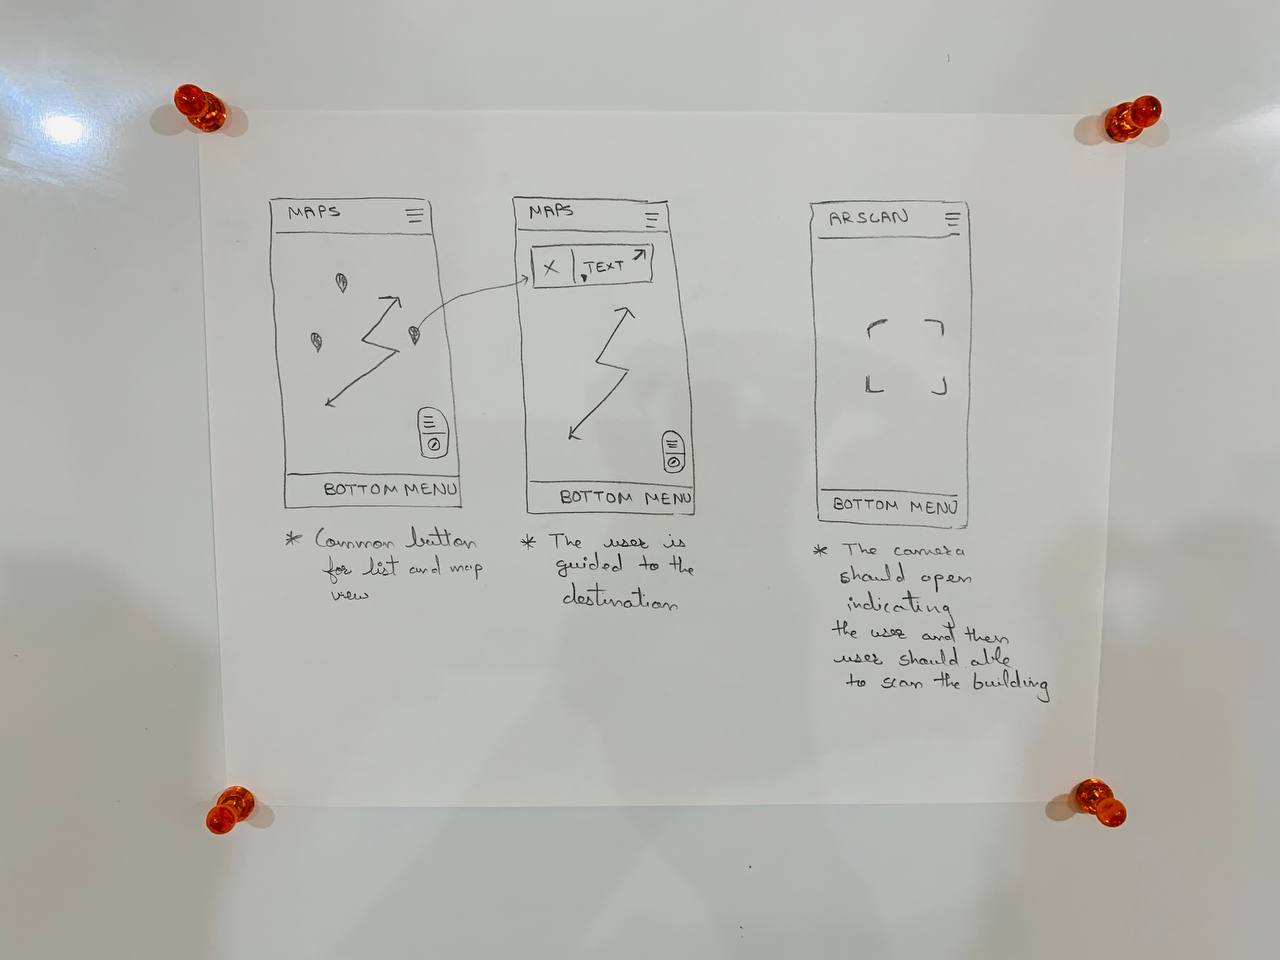 MAPS
BOTTOM MENU
* Common button
for list and map
view
MAPS
X
TEXT
BOTTOM MENU
* The user is
guided to the
destination
ARSCAN
BOTTOM MENU
* The camera
should open
indicating
the user and then
user should able
to scan the building